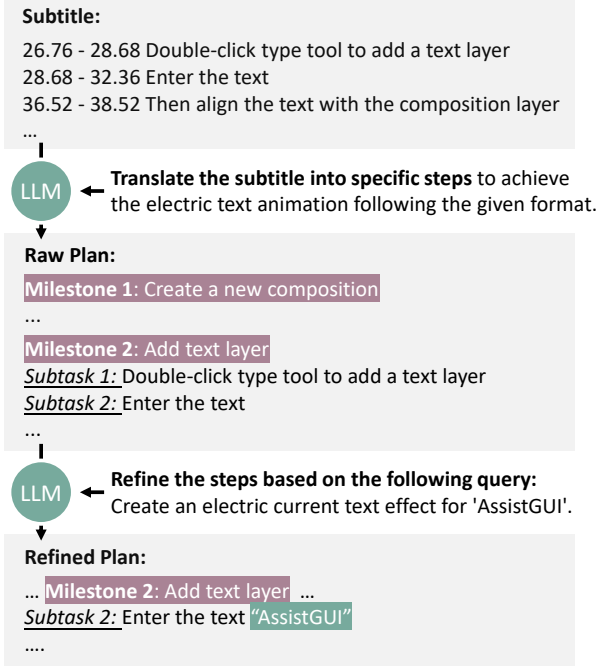 Subtitle:
26.76 - 28.68 Double-click type tool to add a text layer
28.68 - 32.36 Enter the text
36.52 - 38.52 Then align the text with the composition layer
...
LLM
Translate the subtitle into specific steps to achieve
the electric text animation following the given format.
Raw Plan:
Milestone 1: Create a new composition
...
Milestone 2: Add text layer
Subtask 1: Double-click type tool to add a text layer
Subtask 2: Enter the text
...
LLM
Refine the steps based on the following query:
Create an electric current text effect for 'AssistGUI'.
Refined Plan:
... Milestone 2: Add text layer ...
Subtask 2: Enter the text “AssistGUI”
....